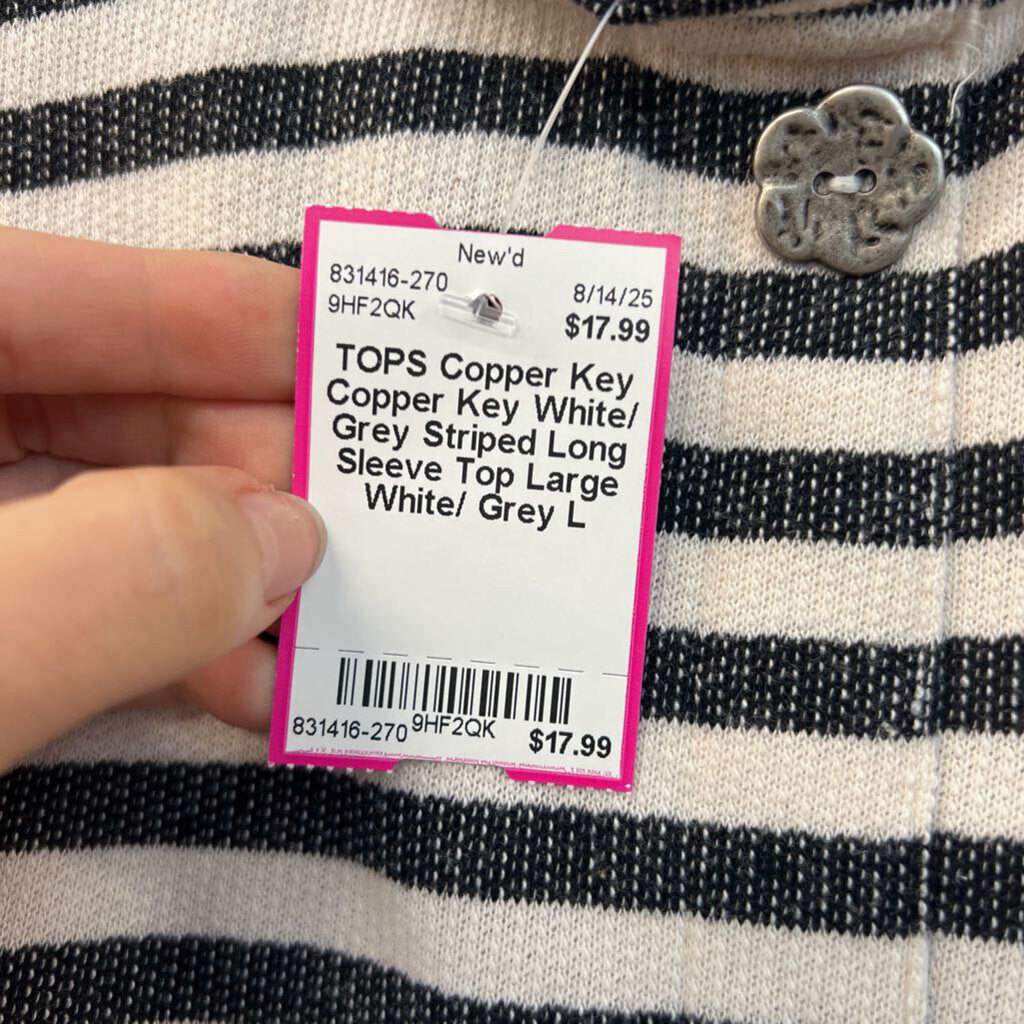 New'd
831416-270 8/14/25
9HF2QK $17.99
TOPS Copper Key
Copper Key White/
Grey Striped Long
Sleeve Top Large
White/ Grey L
831416-270 9HF2QK $17.99